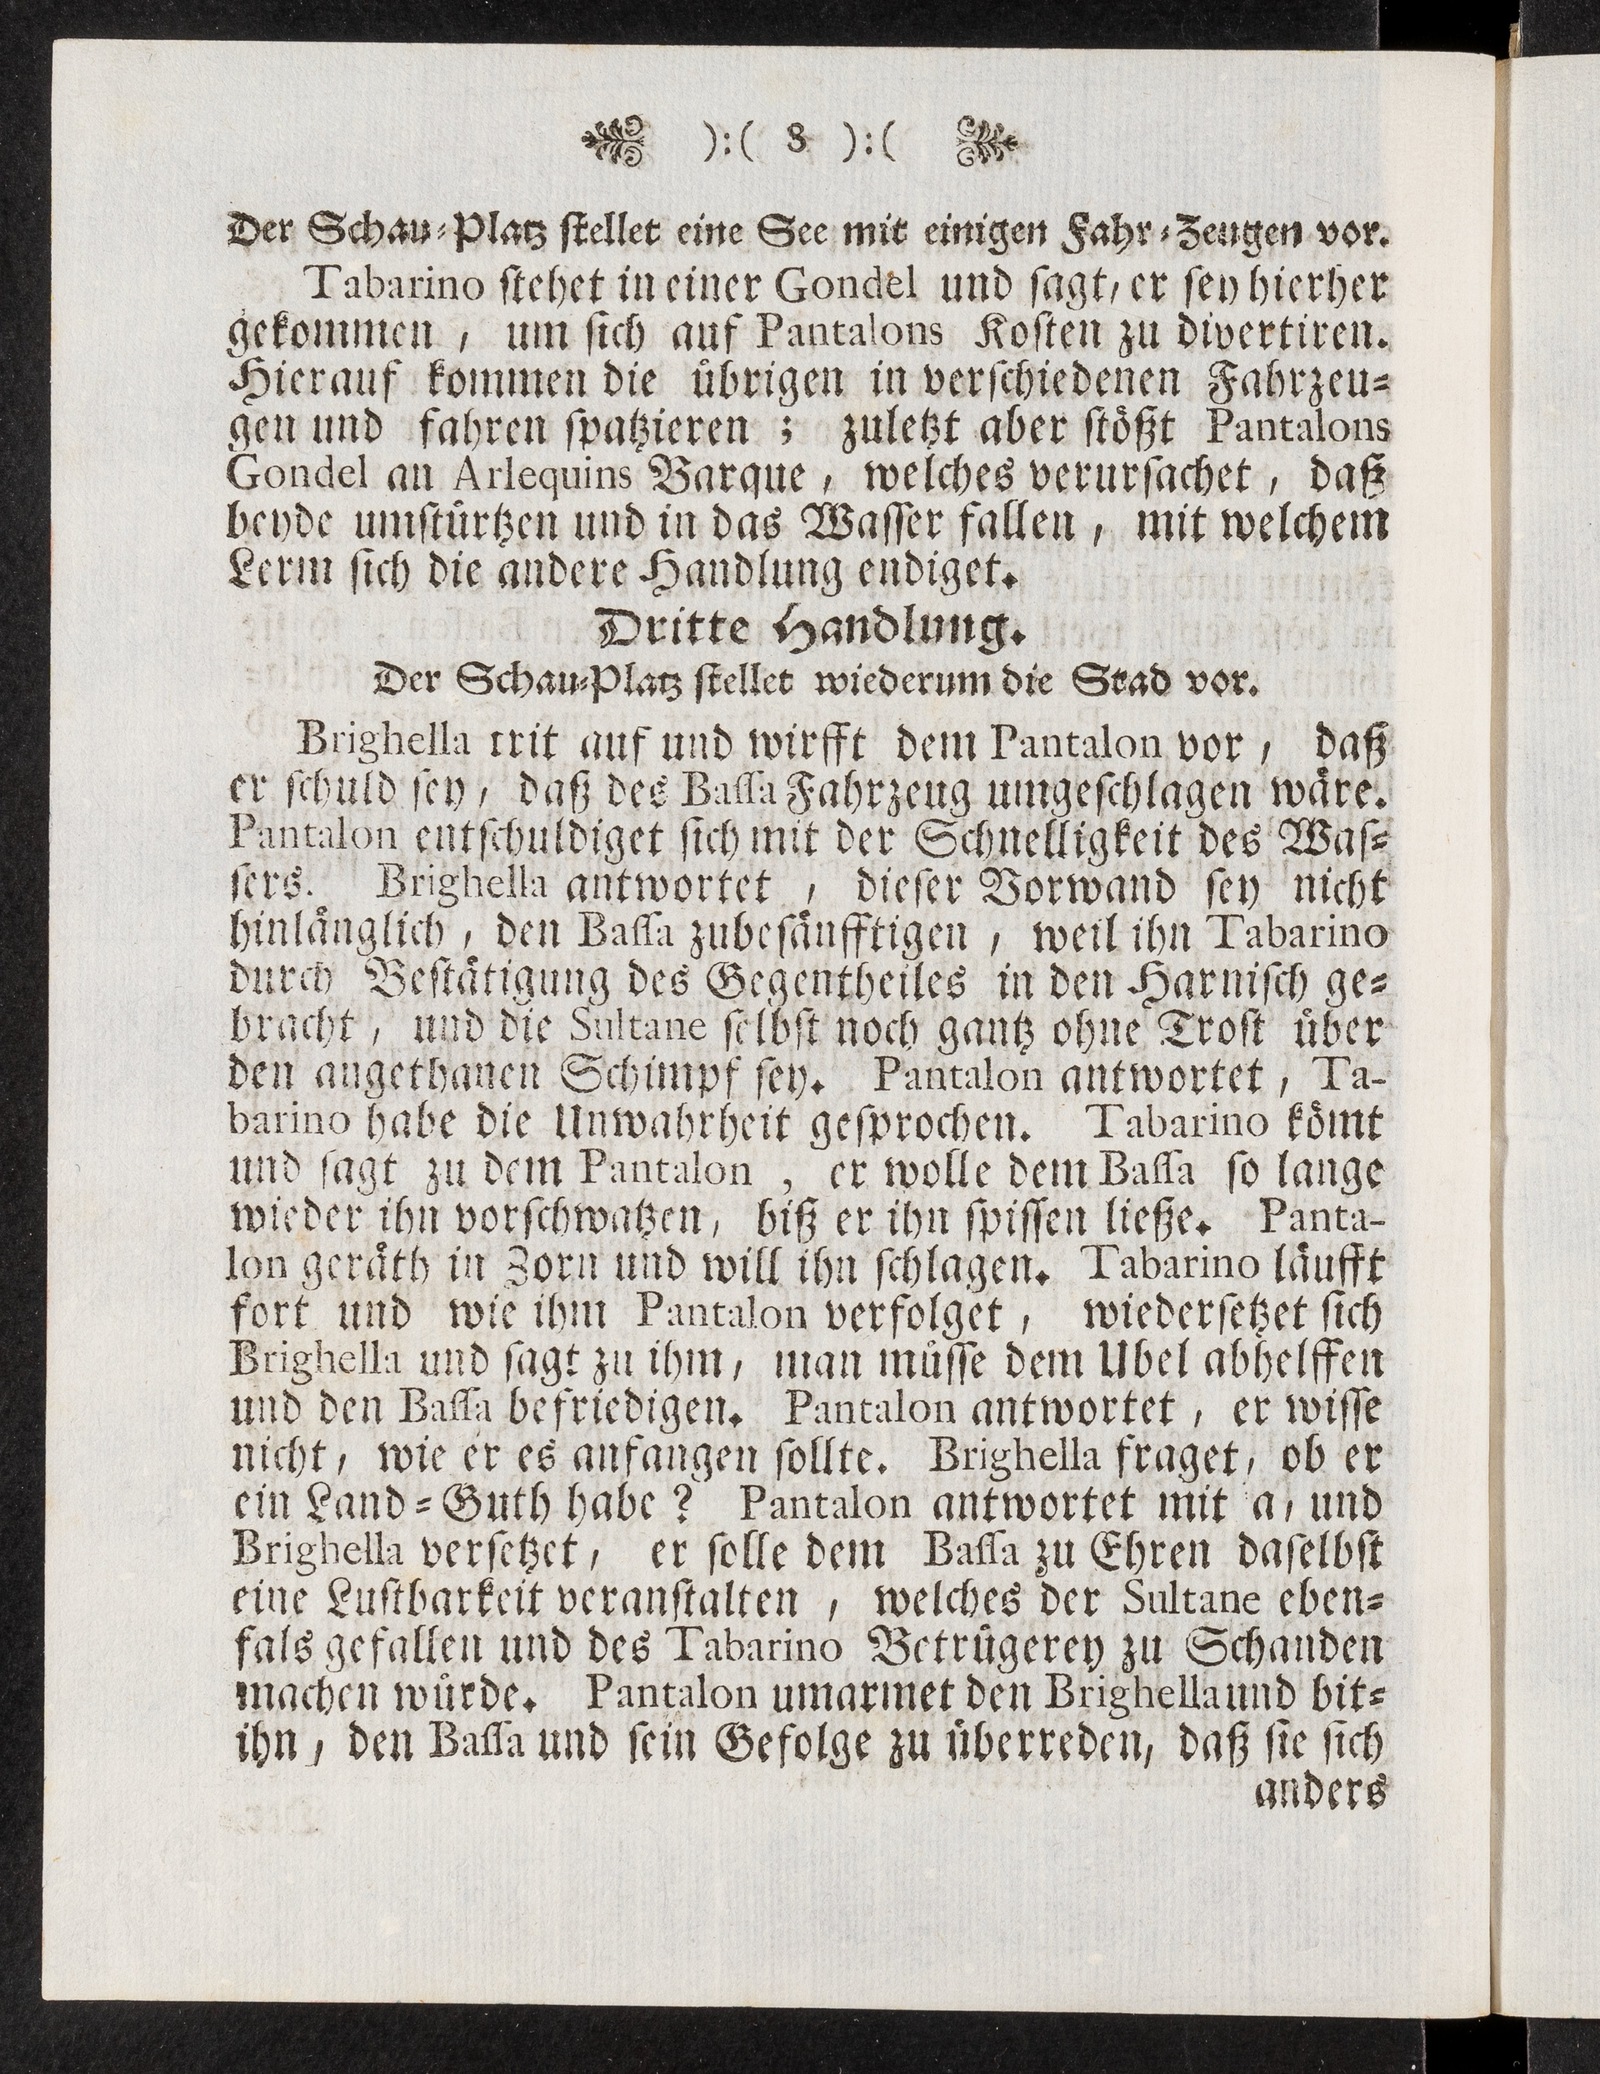 ):( 8 ):(
Der Schau-Platz stellet eine See mit einigen Fahr-Zeugen vor.
Tabarino stehet in einer Gondel und sagt, er sey hierher
gekommen, um sich auf Pantalons Kosten zu divertiren.
Hierauf kommen die übrigen in verschiedenen Fahrzeu-
gen und fahren spatzieren; zuletzt aber stößt Pantalons
Gondel an Arlequins Barque, welches verursachet, daß
beyde umstürtzen und in das Wasser fallen, mit welchem
Lerm sich die andere Handlung endiget.
Dritte Handlung.
Der Schau-Platz stellet wiederum die Stad vor.
Brighella trit auf und wirfft dem Pantalon vor, daß
er schuld sey, daß des Bassa Fahrzeug umgeschlagen wäre.
Pantalon entschuldiget sich mit der Schnelligkeit des Was-
sers. Brighella antwortet, dieser Vorwand sey nicht
hinlänglich, den Bassa zubesäufftigen, weil ihn Tabarino
durch Bestätigung des Gegentheiles in den Harnisch ge-
bracht, und die Sultane selbst noch gantz ohne Trost über
den angethanen Schimpf sey. Pantalon antwortet, Ta-
barino habe die Unwahrheit gesprochen. Tabarino kömt
und sagt zu dem Pantalon, er wolle dem Bassa so lange
wieder ihn vorschwatzen, biß er ihn spissen ließe. Panta-
lon geräth in Zorn und will ihn schlagen. Tabarino läufft
fort und wie ihm Pantalon verfolget, wiedersetzet sich
Brighella und sagt zu ihm, man müsse dem Ubel abhelffen
und den Bassa befriedigen. Pantalon antwortet, er wisse
nicht, wie er es anfangen sollte. Brighella fraget, ob er
ein Land-Guth habe? Pantalon antwortet mit a, und
Brighella versetzet, er solle dem Bassa zu Ehren daselbst
eine Lustbarkeit veranstalten, welches der Sultane eben-
fals gefallen und des Tabarino Betrügerey zu Schanden
machen würde. Pantalon umarmet den Brighella und bit-
ihn, den Bassa und sein Gefolge zu überreden, daß sie sich
anders